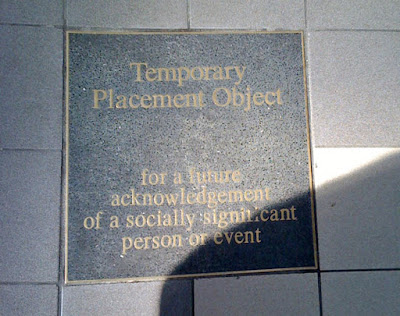 Temporary
Placement Object
for a future
acknowledgement
of a socially significant
person or event